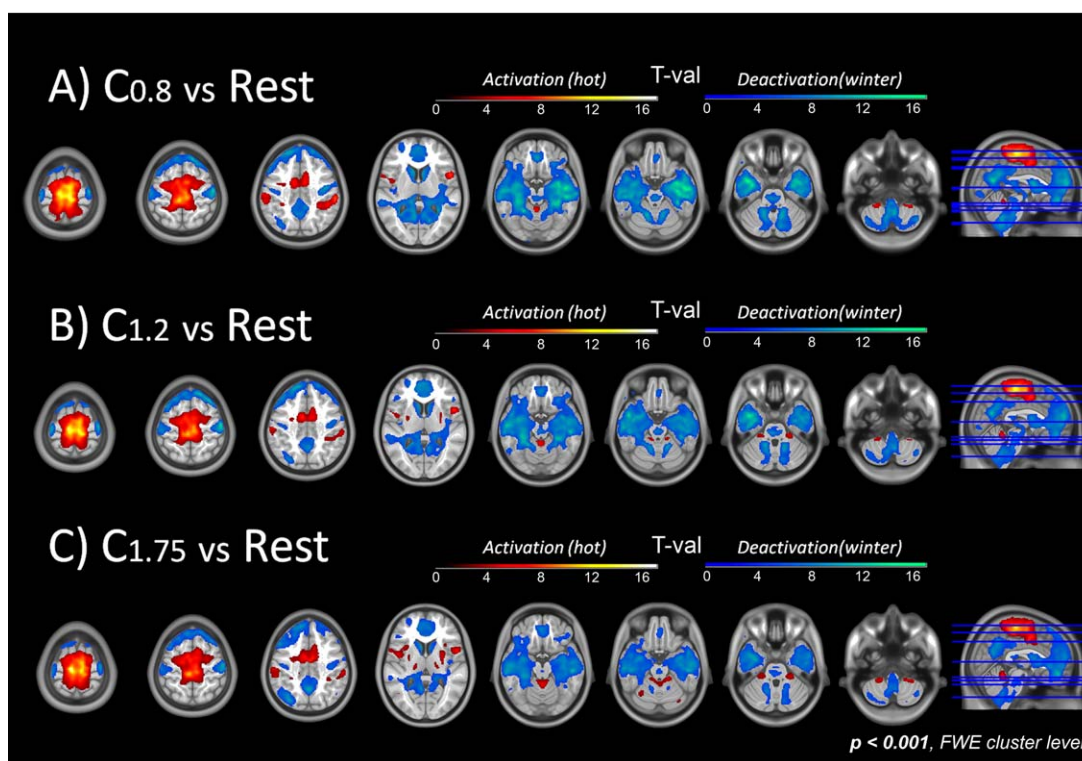 A) C0.8 vs Rest
Activation (hot) T-val Deactivation(winter)
0 4 8 12 16 0 4 8 12 16
B) C1.2 vs Rest
Activation (hot) T-val Deactivation(winter)
0 4 8 12 16 0 4 8 12 16
C) C1.75 vs Rest
Activation (hot) T-val Deactivation(winter)
0 4 8 12 16 0 4 8 12 16
p < 0.001, FWE cluster level